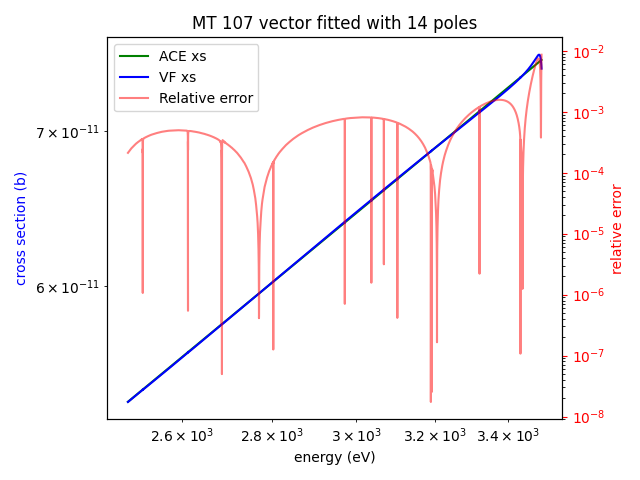 MT 107 vector fitted with 14 poles
ACE xs
VF xs
Relative error
cross section (b)
7 × 10⁻¹¹
6 × 10⁻¹¹
10⁻²
10⁻³
10⁻⁴
10⁻⁵
10⁻⁶
10⁻⁷
10⁻⁸
relative error
2.6 × 10³ 2.8 × 10³ 3 × 10³ 3.2 × 10³ 3.4 × 10³
energy (eV)